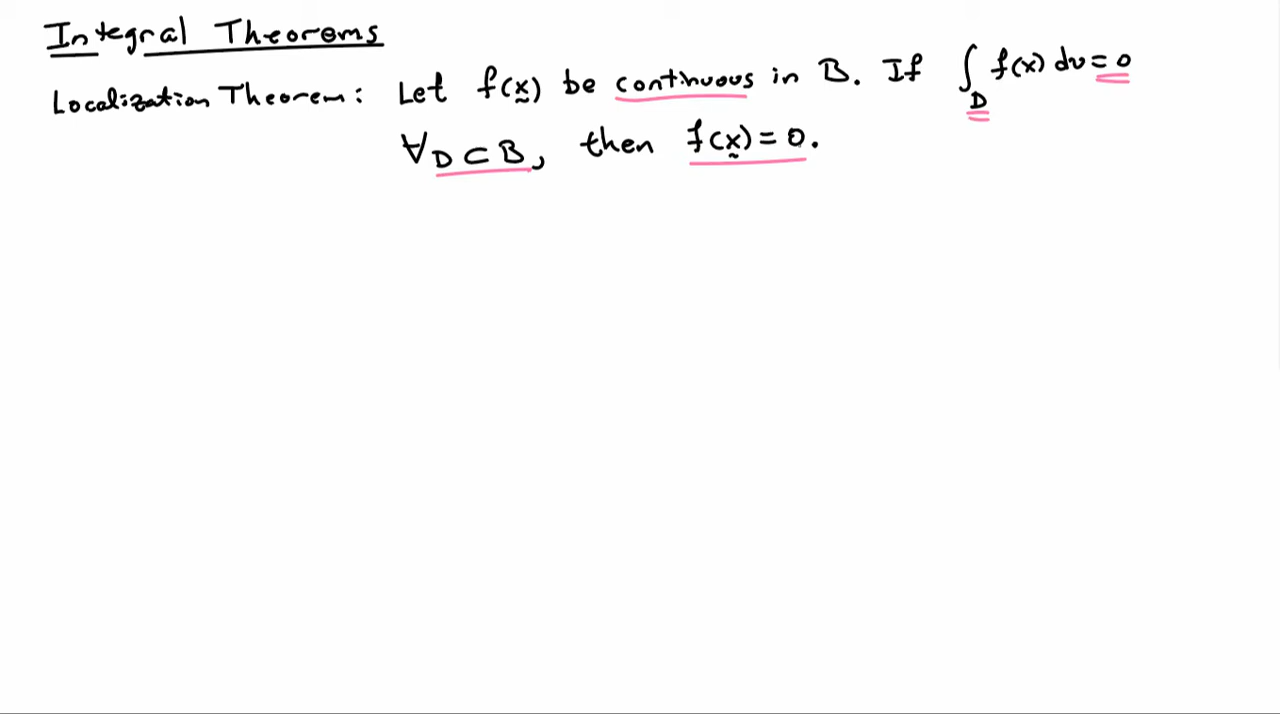 Integral Theorems
Localization Theorem: Let f(x̰) be continuous in B. If ∫_D f(x) dv = 0
∀ D ⊂ B, then f(x̰) = 0.